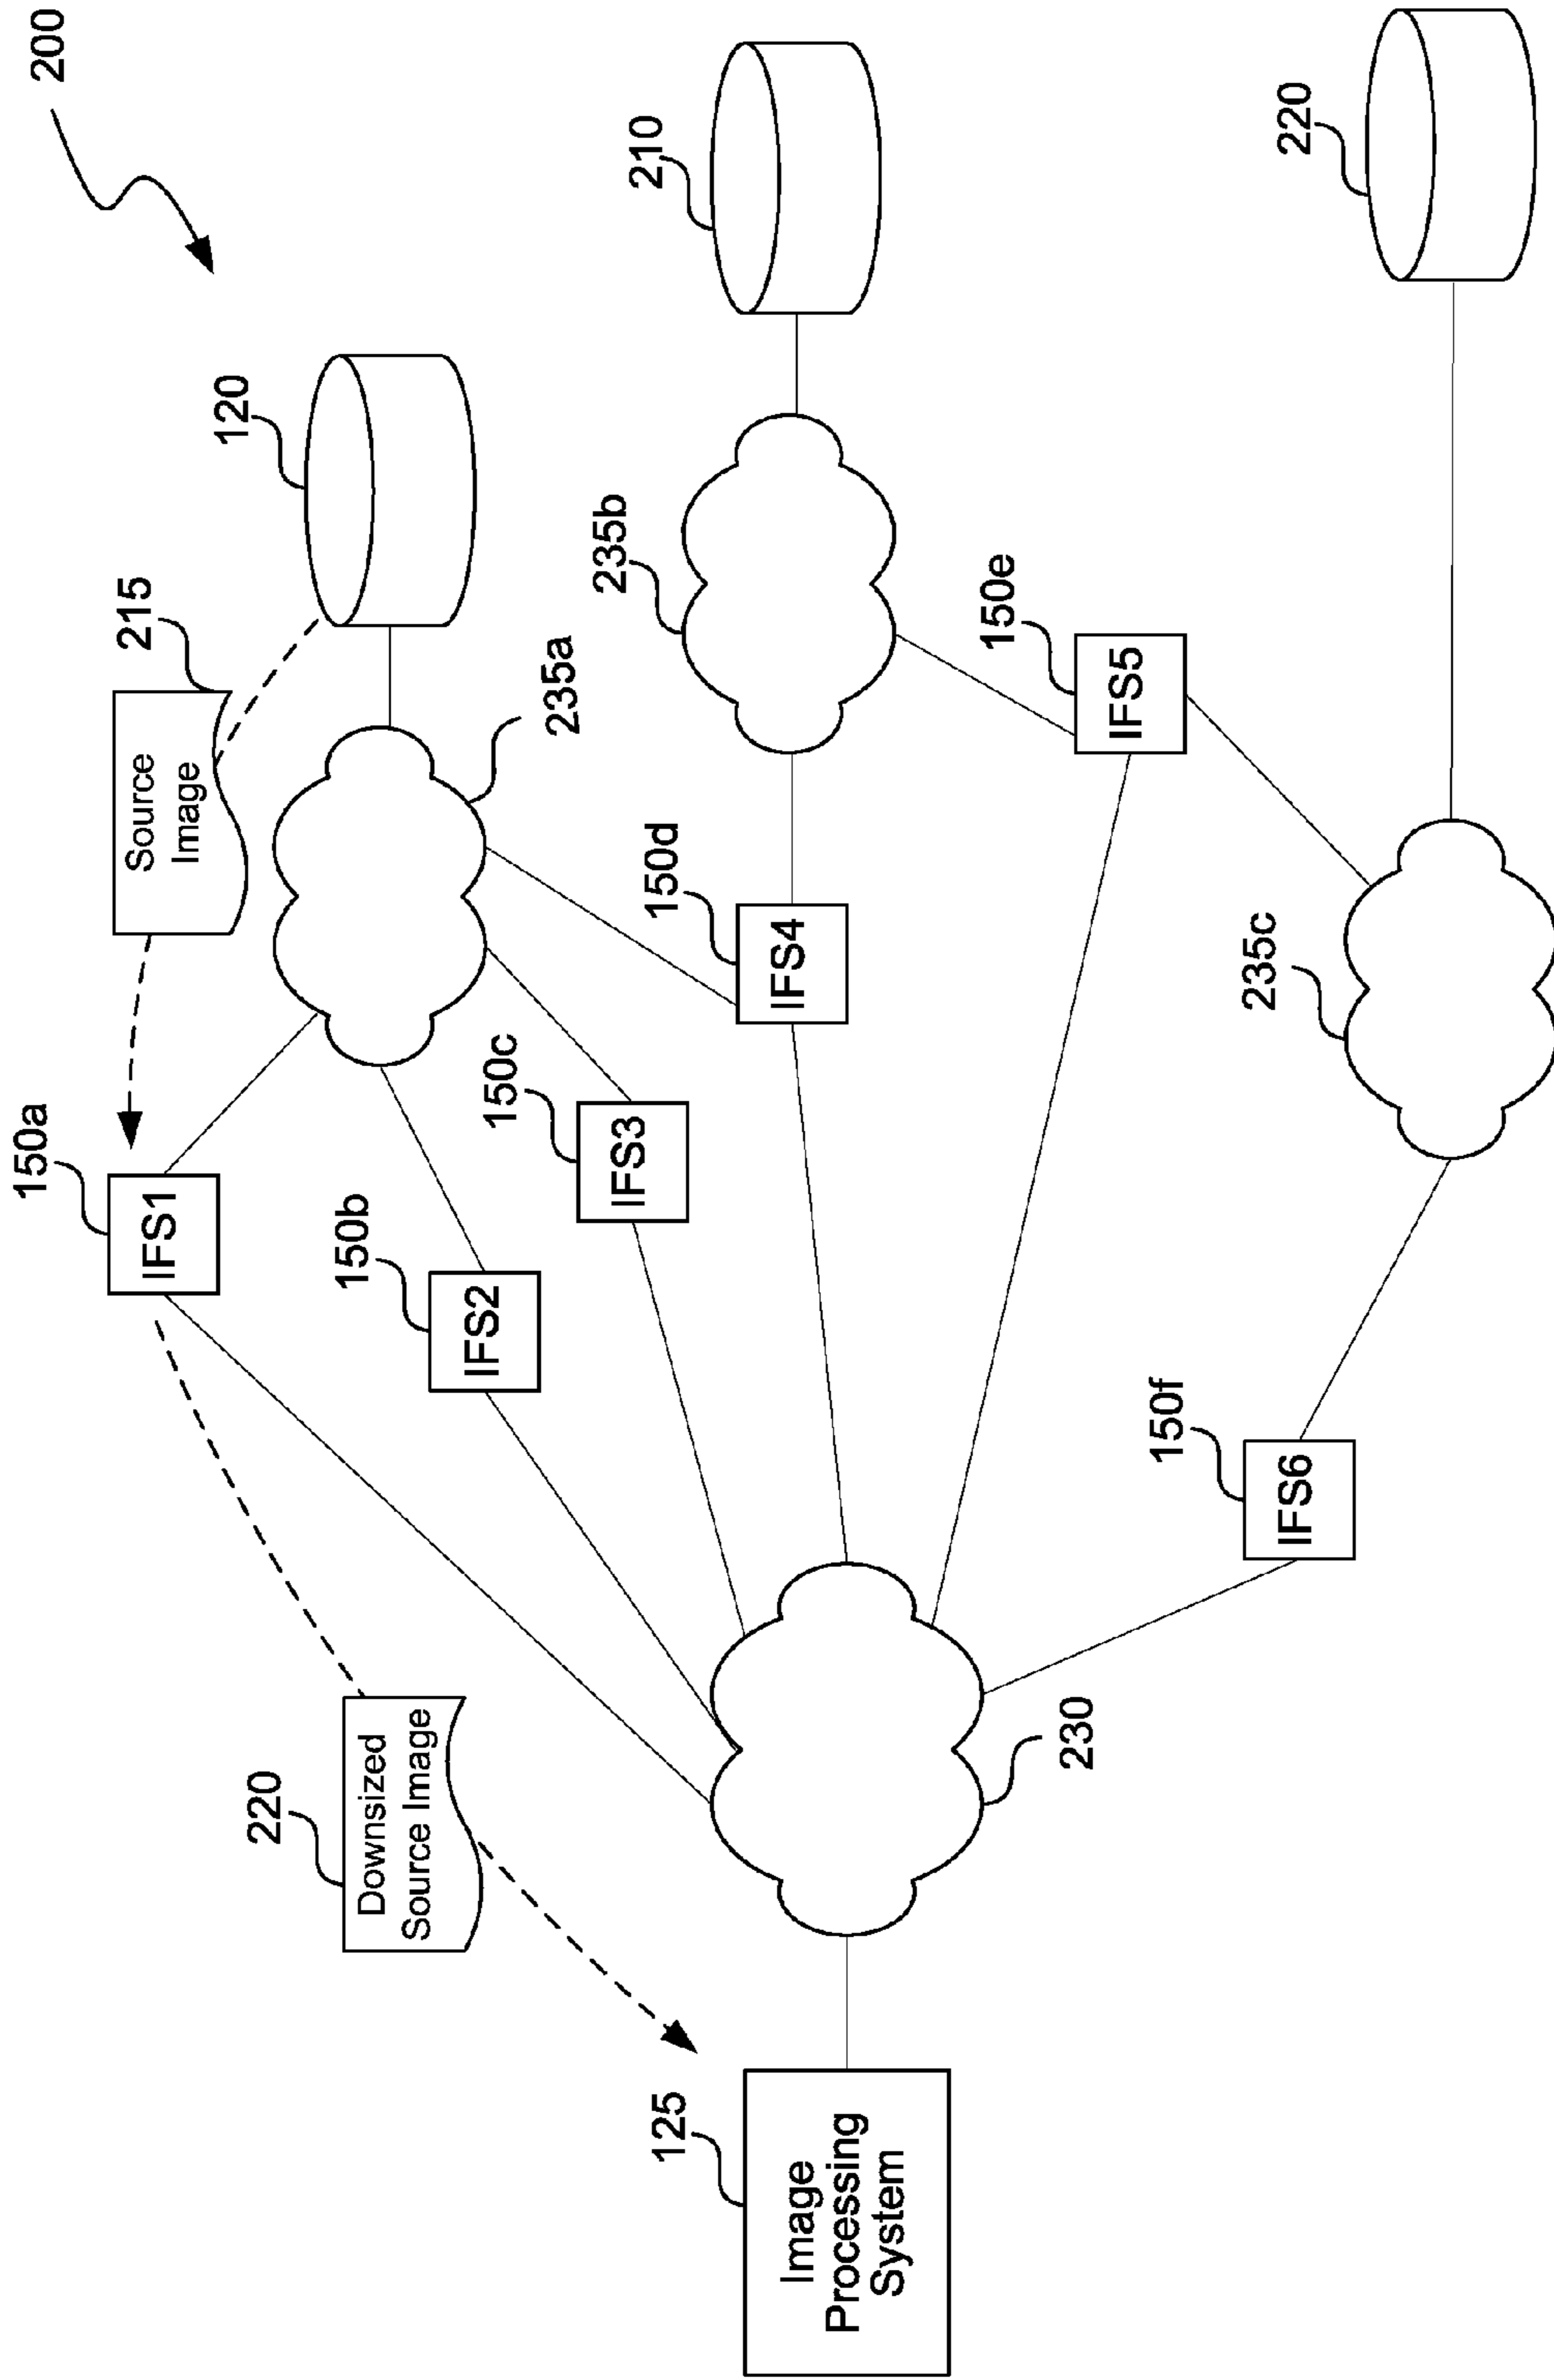 200
120
215
Source
Image
235a
150a
IFS1
210
235b
150b
IFS2
150c
IFS3
150d
IFS4
150e
IFS5
220
Downsized
Source Image
220
235c
150f
IFS6
230
125
Image
Processing
System